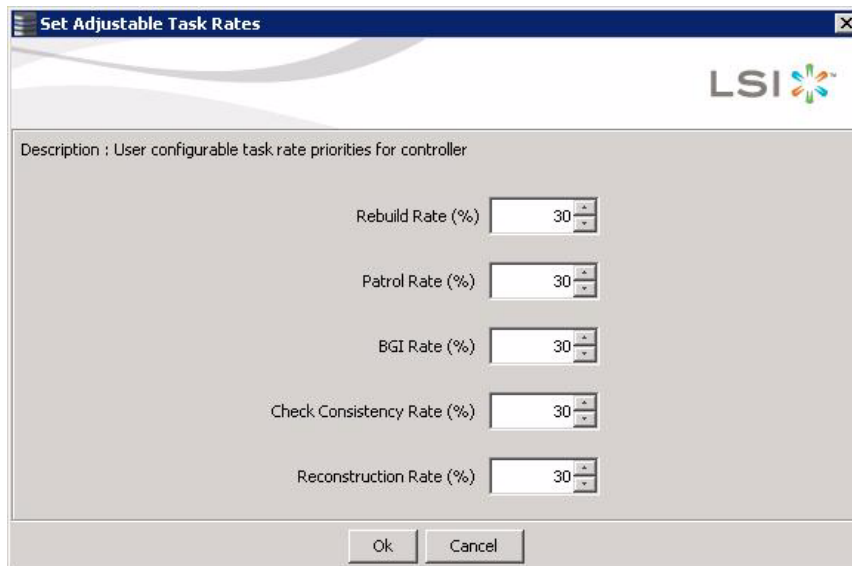 Set Adjustable Task Rates
LSI™
Description : User configurable task rate priorities for controller
Rebuild Rate (%) 30
Patrol Rate (%) 30
BGI Rate (%) 30
Check Consistency Rate (%) 30
Reconstruction Rate (%) 30
Ok Cancel